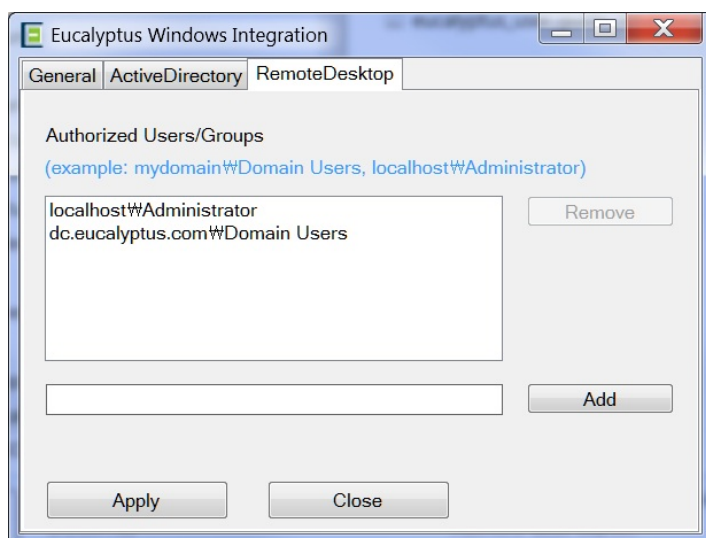 Eucalyptus Windows Integration
General ActiveDirectory RemoteDesktop
Authorized Users/Groups
(example: mydomain₩Domain Users, localhost₩Administrator)
localhost₩Administrator
Remove
dc.eucalyptus.com₩Domain Users
Add
Apply Close